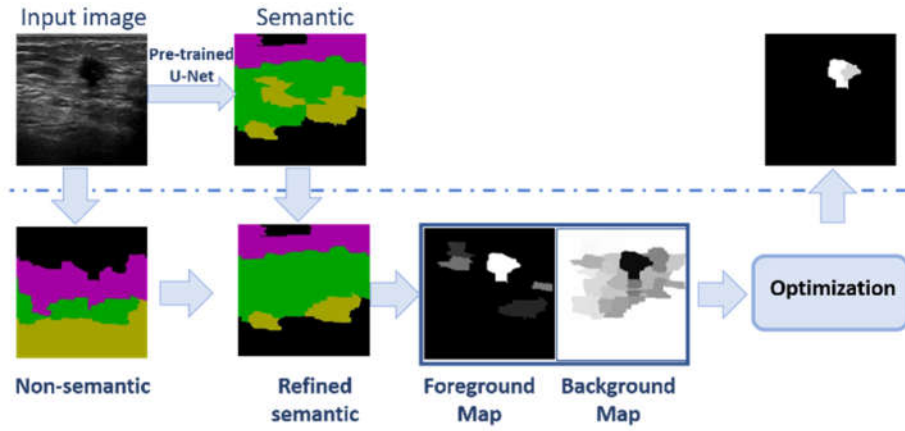 Input image
Semantic
Pre-trained
U-Net
Optimization
Non-semantic
Refined
semantic
Foreground
Map
Background
Map